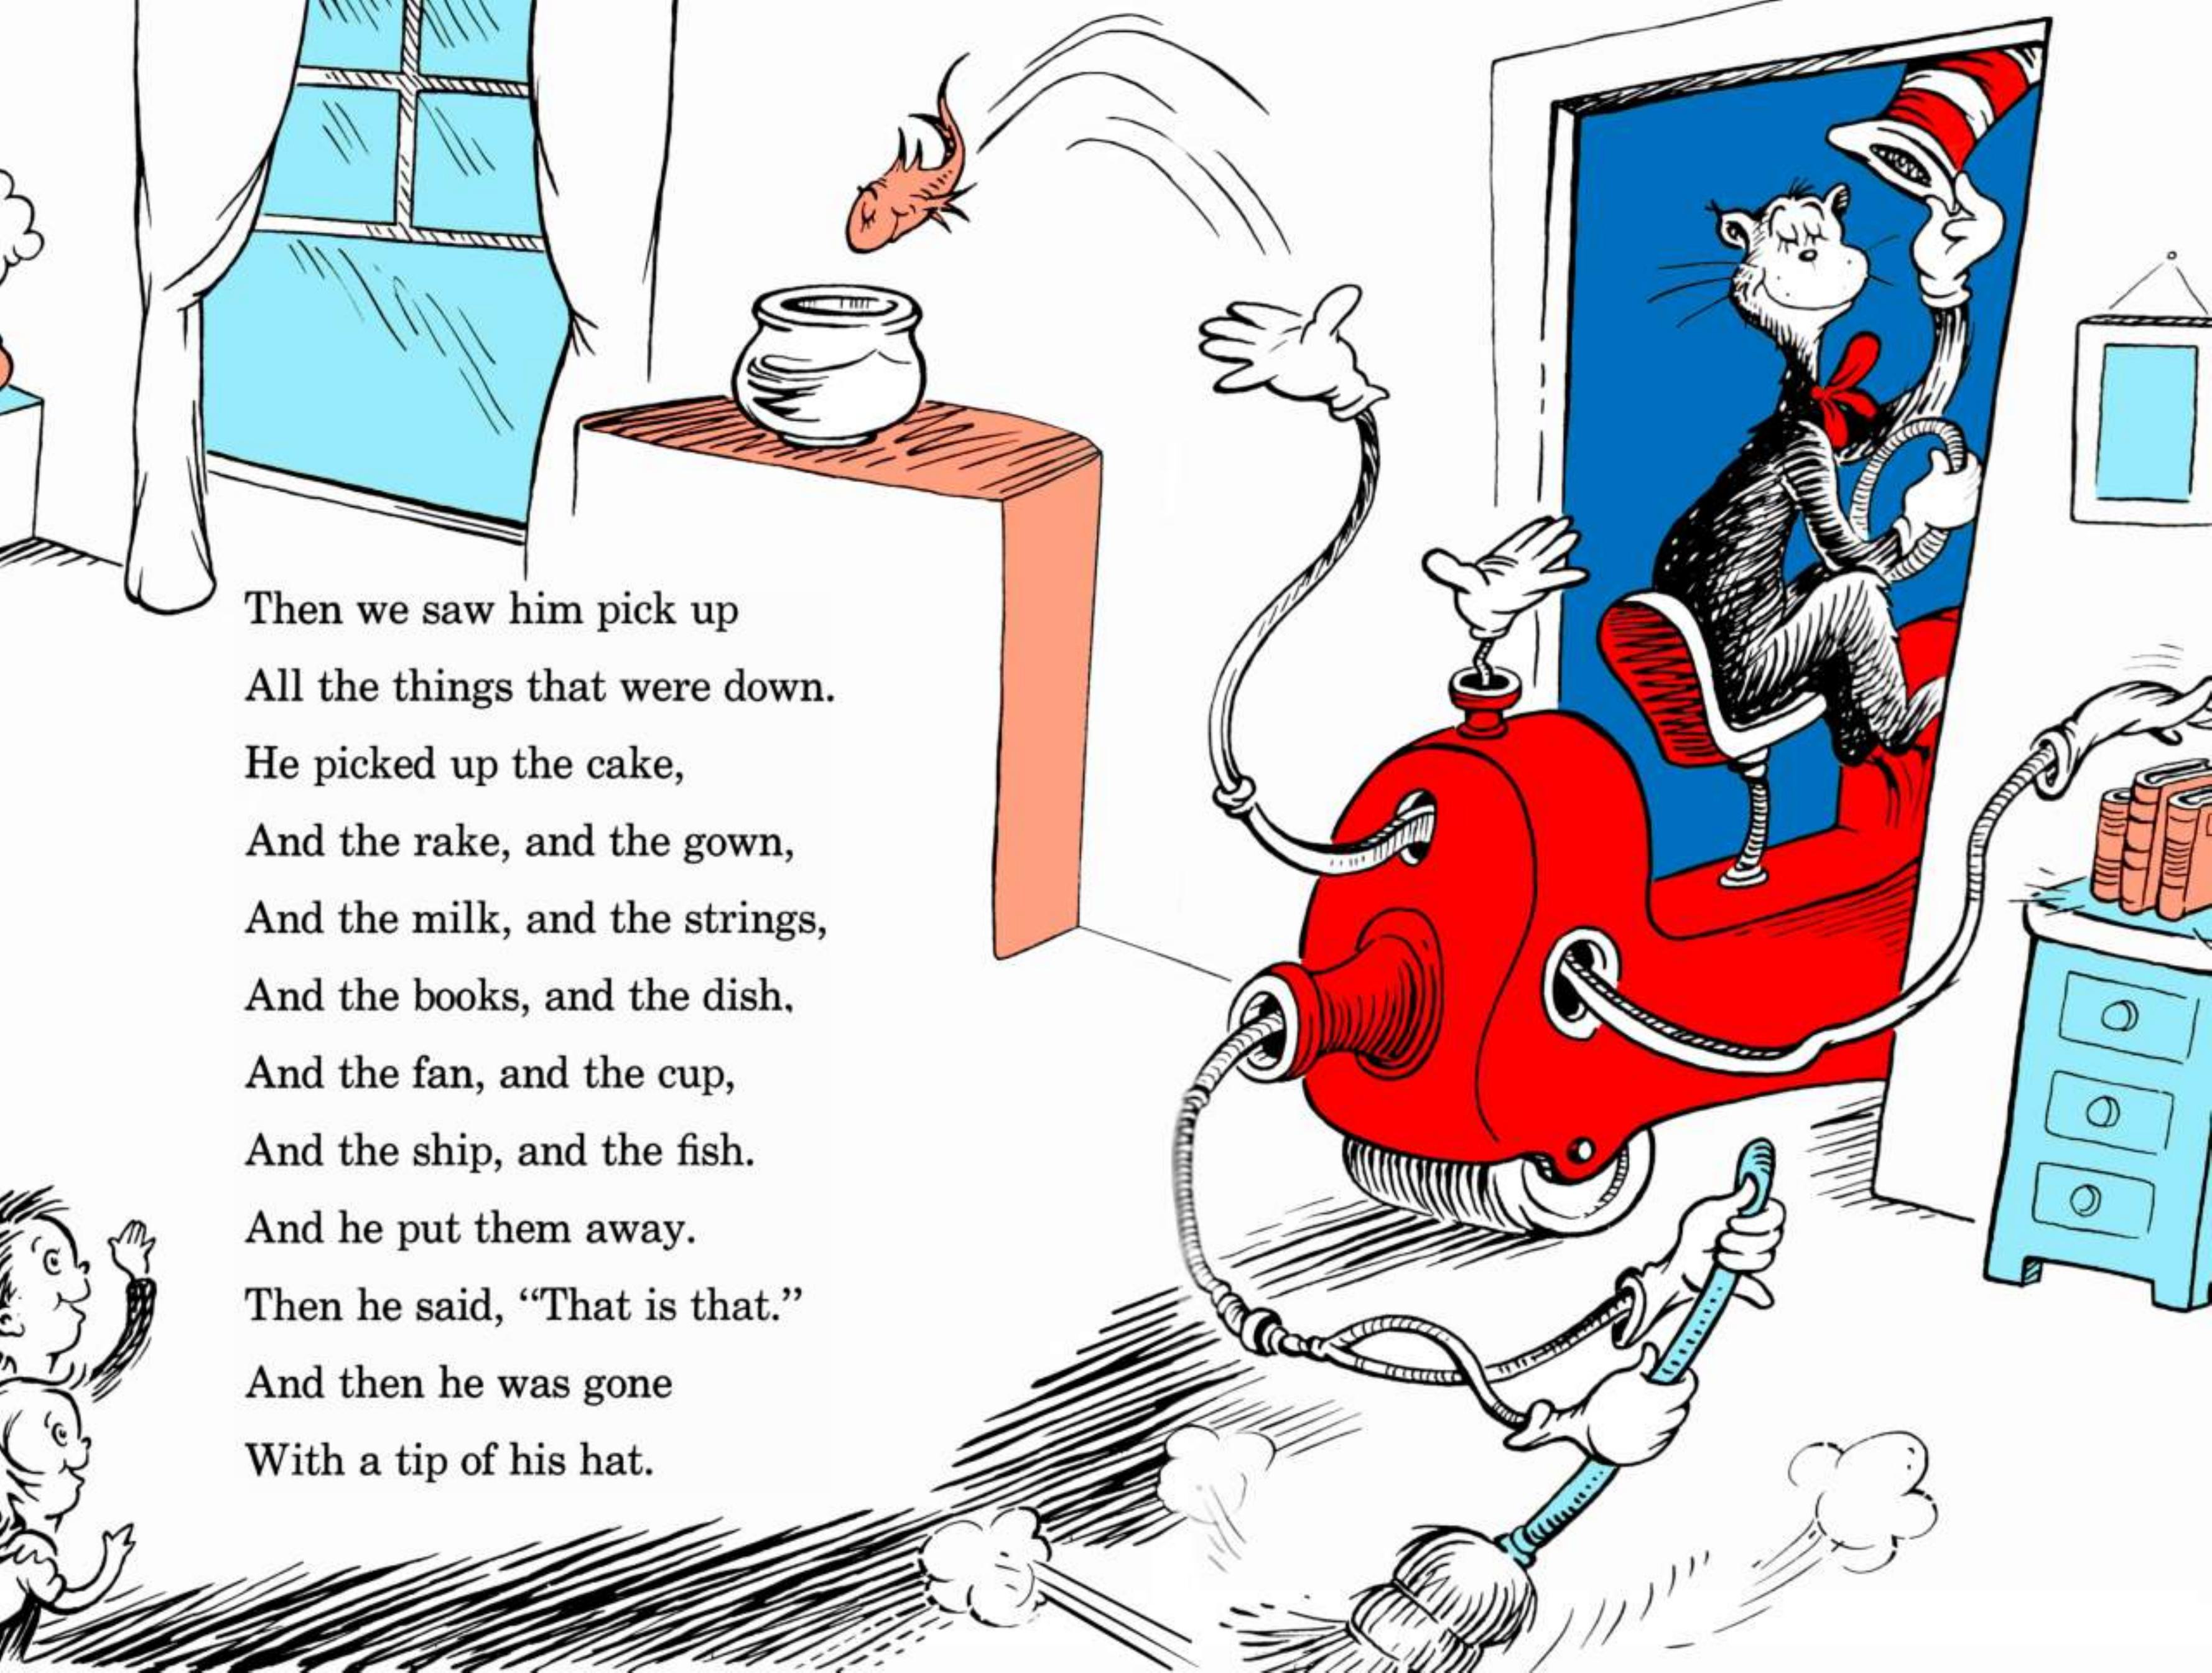 Then we saw him pick up
All the things that were down.
He picked up the cake,
And the rake, and the gown,
And the milk, and the strings,
And the books, and the dish,
And the fan, and the cup,
And the ship, and the fish.
And he put them away.
Then he said, “That is that.”
And then he was gone
With a tip of his hat.